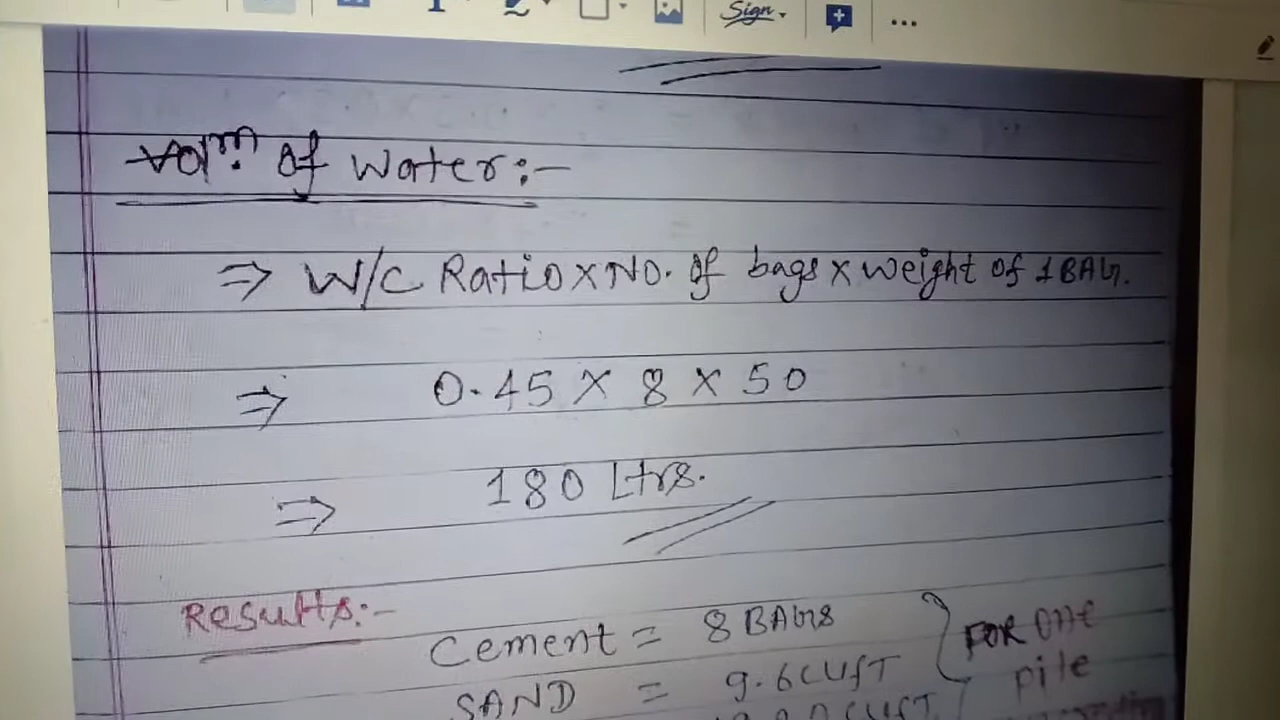 Sign
Volm. Of Water:-
⇒ W/C Ratio x NO. of bags x weight of 1 BAG.
⇒ 0.45 X 8 X 50
⇒ 180 Ltrs.
Results:-
Cement = 8 BAGS
SAND = 9.6 CUfT
FOR one
pile
CUfT